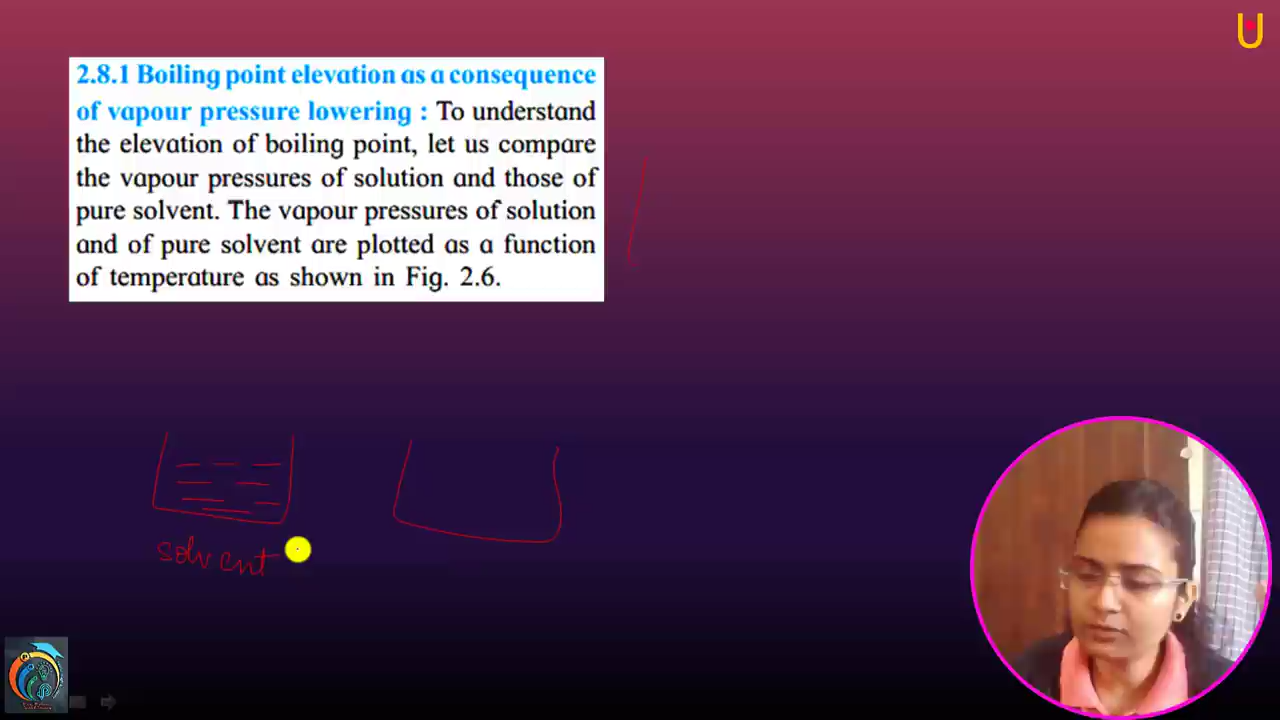 2.8.1 Boiling point elevation as a consequence
of vapour pressure lowering : To understand
the elevation of boiling point, let us compare
the vapour pressures of solution and those of
pure solvent. The vapour pressures of solution
and of pure solvent are plotted as a function
of temperature as shown in Fig. 2.6.
solvent
U